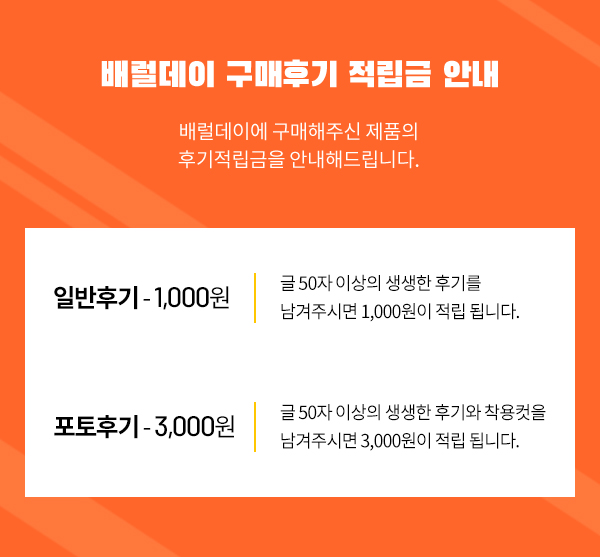 배럴데이 구매후기 적립금 안내
배럴데이에 구매해주신 제품의
후기적립금을 안내해드립니다.
일반후기 - 1,000원
글 50자 이상의 생생한 후기를
남겨주시면 1,000원이 적립 됩니다.
포토후기 - 3,000원
글 50자 이상의 생생한 후기와 착용컷을
남겨주시면 3,000원이 적립 됩니다.